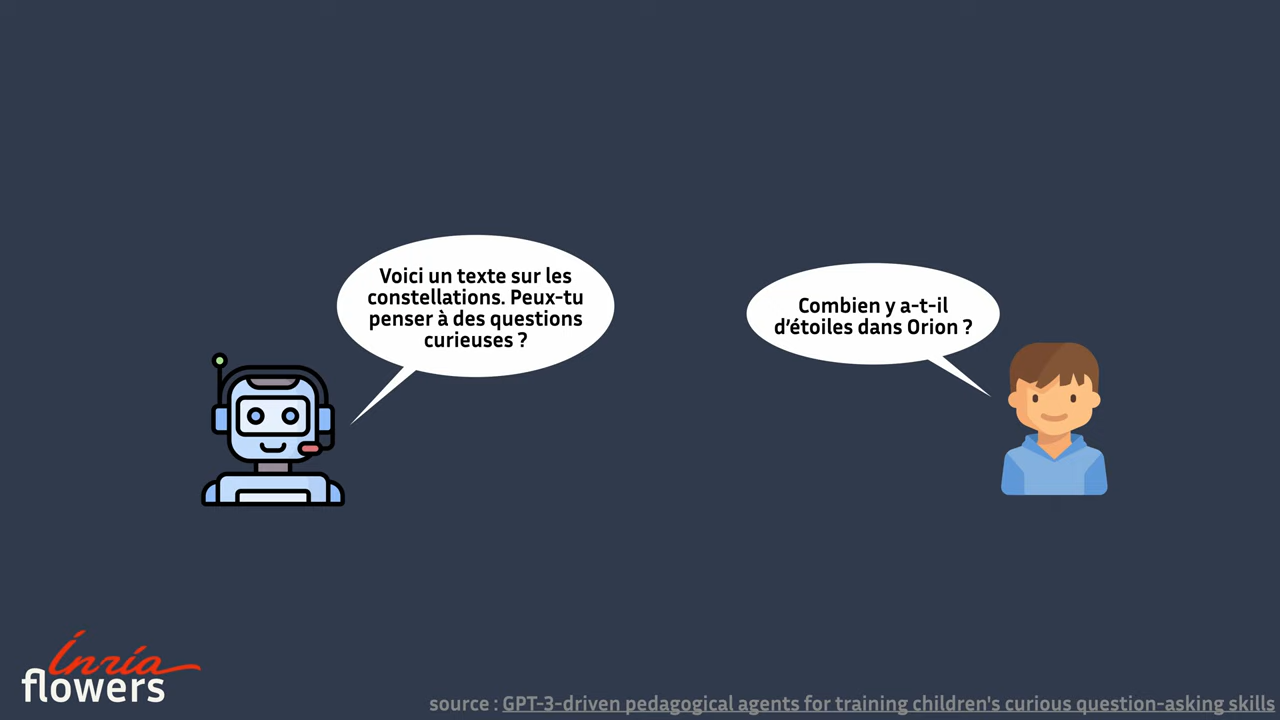 Voici un texte sur les
constellations. Peux-tu
penser à des questions
curieuses ?
Combien y a-t-il
d'étoiles dans Orion ?
Inria
flowers
source : GPT-3-driven pedagogical agents for training children's curious question-asking skills